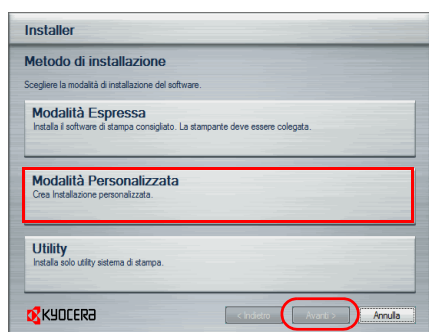 Installer
Metodo di installazione
Scegliere la modalità di installazione del software.
Modalità Espressa
Installa il software di stampa consigliato. La stampante deve essere colegata.
Modalità Personalizzata
Crea Installazione personalizzata.
Utility
Installa solo utility sistema di stampa.
KYOCERA
< Indietro Avanti > Annulla